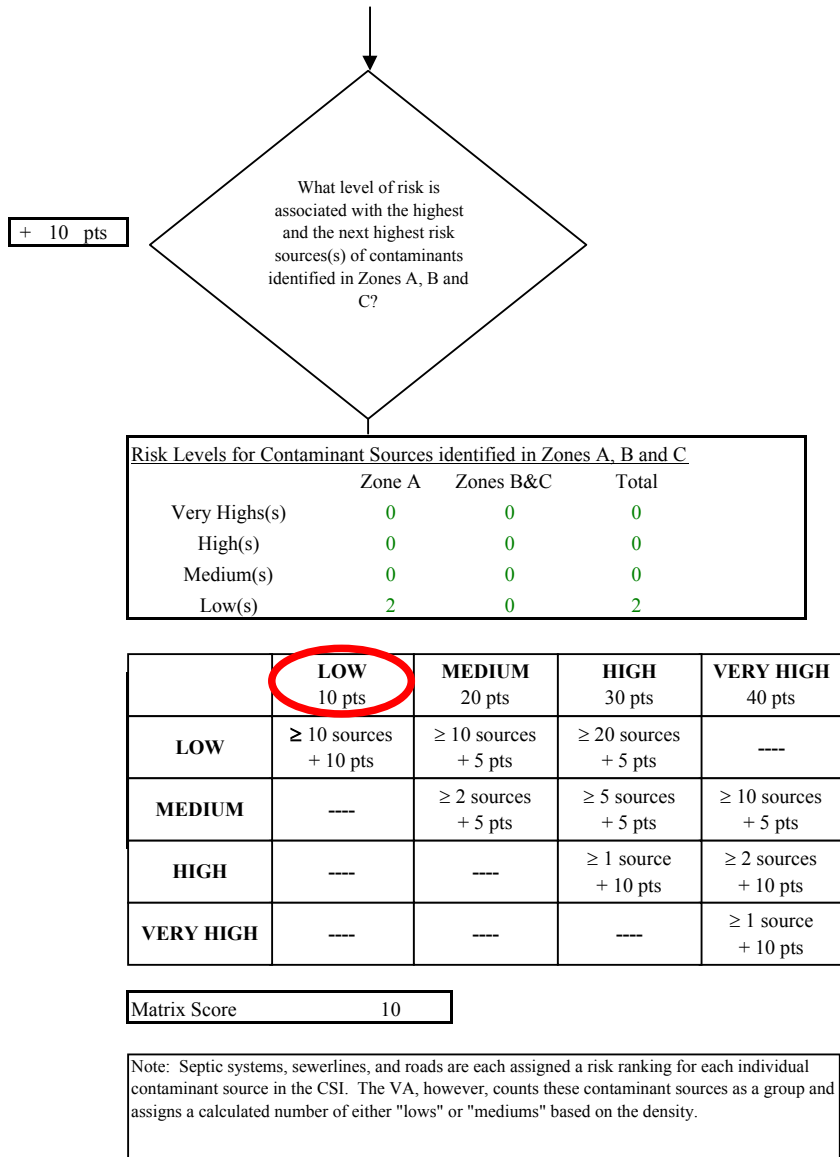 What level of risk is
associated with the highest
and the next highest risk
sources(s) of contaminants
identified in Zones A, B and
C?
+ 10 pts
Risk Levels for Contaminant Sources identified in Zones A, B and C
Zone A Zones B&C Total
Very Highs(s) 0 0 0
High(s) 0 0 0
Medium(s) 0 0 0
Low(s) 2 0 2
LOW MEDIUM HIGH VERY HIGH
10 pts 20 pts 30 pts 40 pts
LOW ≥ 10 sources ≥ 10 sources ≥ 20 sources ----
+ 10 pts + 5 pts + 5 pts
MEDIUM ---- ≥ 2 sources ≥ 5 sources ≥ 10 sources
+ 5 pts + 5 pts + 5 pts
HIGH ---- ---- ≥ 1 source ≥ 2 sources
+ 10 pts + 10 pts
VERY HIGH ---- ---- ---- ≥ 1 source
+ 10 pts
Matrix Score 10
Note: Septic systems, sewerlines, and roads are each assigned a risk ranking for each individual
contaminant source in the CSI. The VA, however, counts these contaminant sources as a group and
assigns a calculated number of either "lows" or "mediums" based on the density.